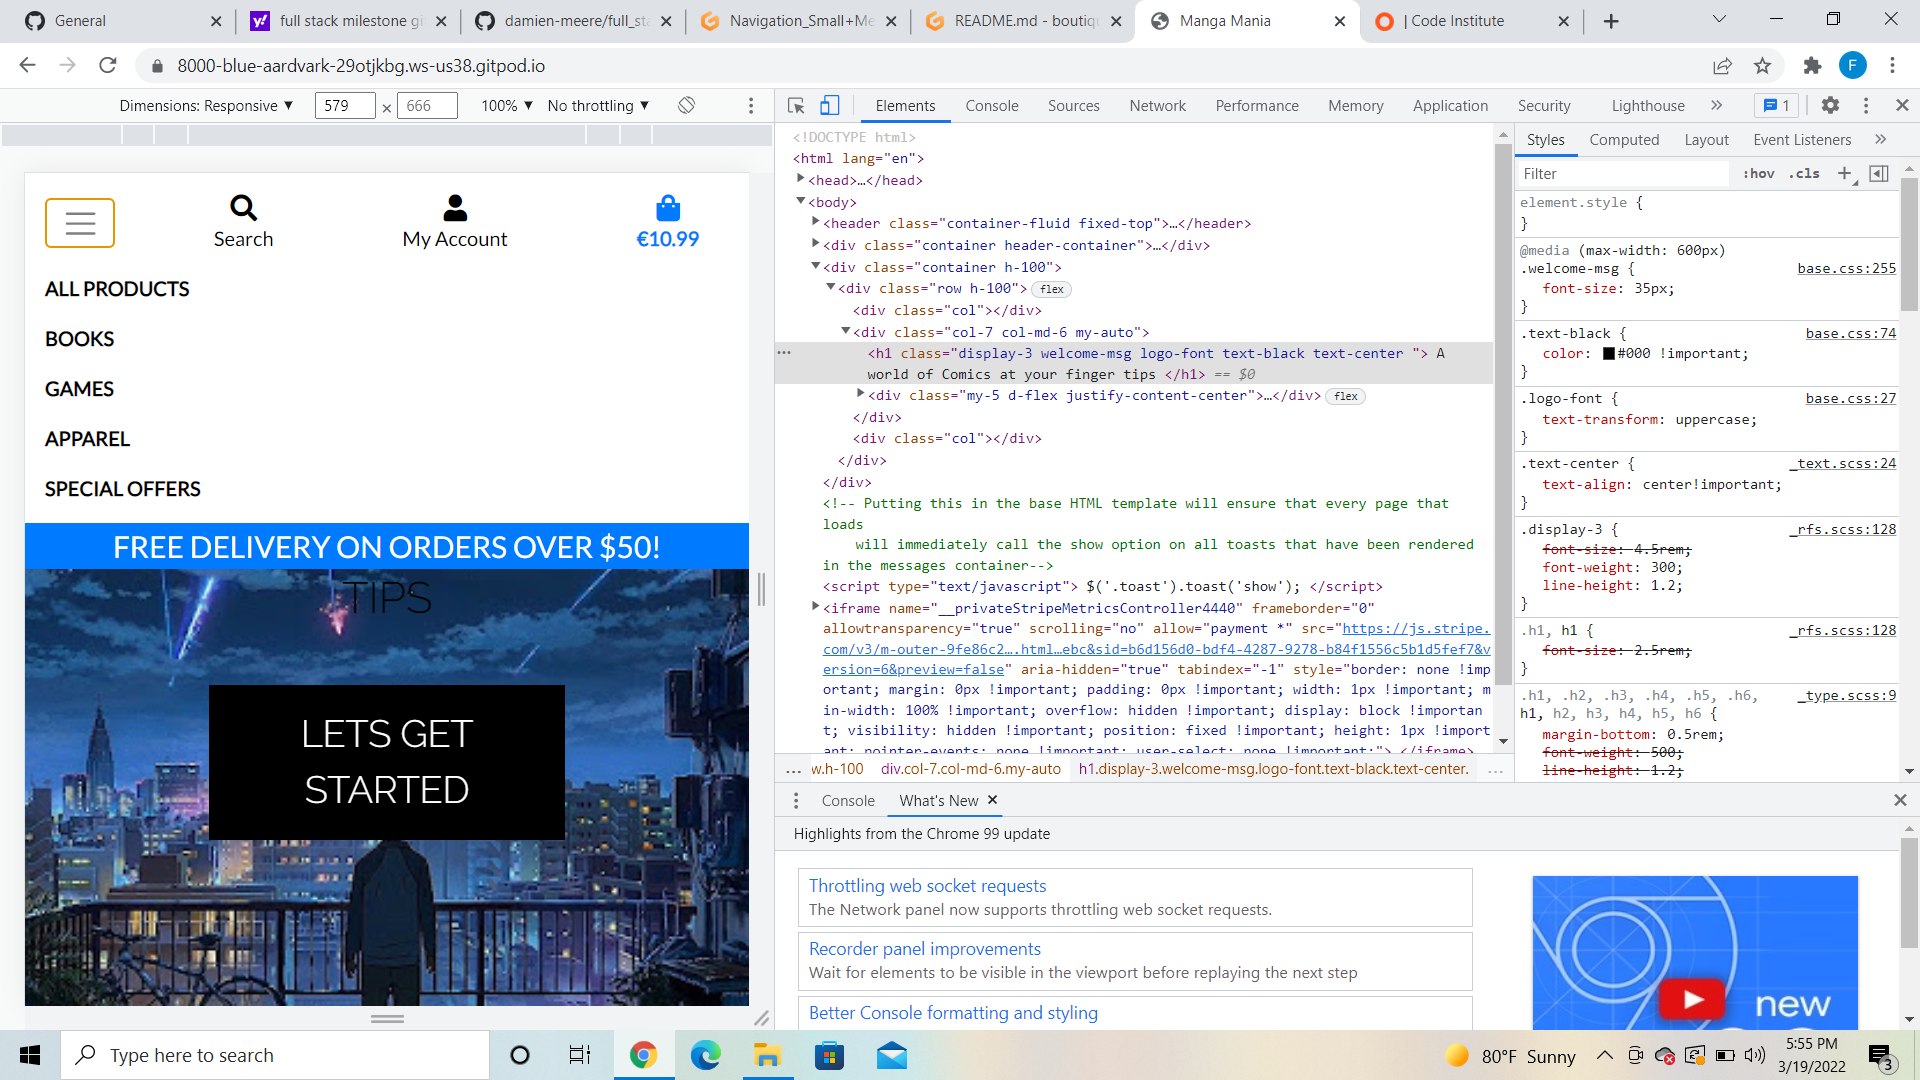 General
full stack milestone gi
damien-meere/full_sta
Navigation_Small+Me
README.md - boutiqu
Manga Mania
| Code Institute
8000-blue-aardvark-29otjkbg.ws-us38.gitpod.io
F
Dimensions: Responsive ▼ 579 × 666 100% ▼ No throttling ▼
Search
My Account
€10.99
ALL PRODUCTS
BOOKS
GAMES
APPAREL
SPECIAL OFFERS
FREE DELIVERY ON ORDERS OVER $50!
TIPS
LETS GET
STARTED
Elements Console Sources Network Performance Memory Application Security Lighthouse » 1
<!DOCTYPE html>
<html lang="en">
<head>…</head>
<body>
<header class="container-fluid fixed-top">…</header>
<div class="container header-container">…</div>
<div class="container h-100">
<div class="row h-100"> flex
<div class="col"></div>
<div class="col-7 col-md-6 my-auto">
<h1 class="display-3 welcome-msg logo-font text-black text-center "> A
world of Comics at your finger tips </h1> == $0
<div class="my-5 d-flex justify-content-center">…</div> flex
</div>
<div class="col"></div>
</div>
</div>
<!-- Putting this in the base HTML template will ensure that every page that
loads
will immediately call the show option on all toasts that have been rendered
in the messages container-->
<script type="text/javascript"> $('.toast').toast('show'); </script>
<iframe name="__privateStripeMetricsController4440" frameborder="0"
allowtransparency="true" scrolling="no" allow="payment *" src="https://js.stripe.
com/v3/m-outer-9fe86c2….html…ebc&sid=b6d156d0-bdf4-4287-9278-b84f1556c5b1d5fef7&v
ersion=6&preview=false" aria-hidden="true" tabindex="-1" style="border: none !imp
ortant; margin: 0px !important; padding: 0px !important; width: 1px !important; m
in-width: 100% !important; overflow: hidden !important; display: block !importan
t; visibility: hidden !important; position: fixed !important; height: 1px !import
ant; pointer-events: none !important; user-select: none !important;"> </iframe>
… w.h-100 div.col-7.col-md-6.my-auto h1.display-3.welcome-msg.logo-font.text-black.text-center. …
Styles Computed Layout Event Listeners »
Filter :hov .cls +
element.style {
}
@media (max-width: 600px)
.welcome-msg { base.css:255
font-size: 35px;
}
.text-black { base.css:74
color: #000 !important;
}
.logo-font { base.css:27
text-transform: uppercase;
}
.text-center { _text.scss:24
text-align: center!important;
}
.display-3 { _rfs.scss:128
font-size: 4.5rem;
font-weight: 300;
line-height: 1.2;
}
.h1, h1 { _rfs.scss:128
font-size: 2.5rem;
}
.h1, .h2, .h3, .h4, .h5, .h6, _type.scss:9
h1, h2, h3, h4, h5, h6 {
margin-bottom: 0.5rem;
font-weight: 500;
line-height: 1.2;
Console What's New
Highlights from the Chrome 99 update
Throttling web socket requests
The Network panel now supports throttling web socket requests.
Recorder panel improvements
Wait for elements to be visible in the viewport before replaying the next step
Better Console formatting and styling
new
Type here to search
80°F Sunny
5:55 PM
3/19/2022
3